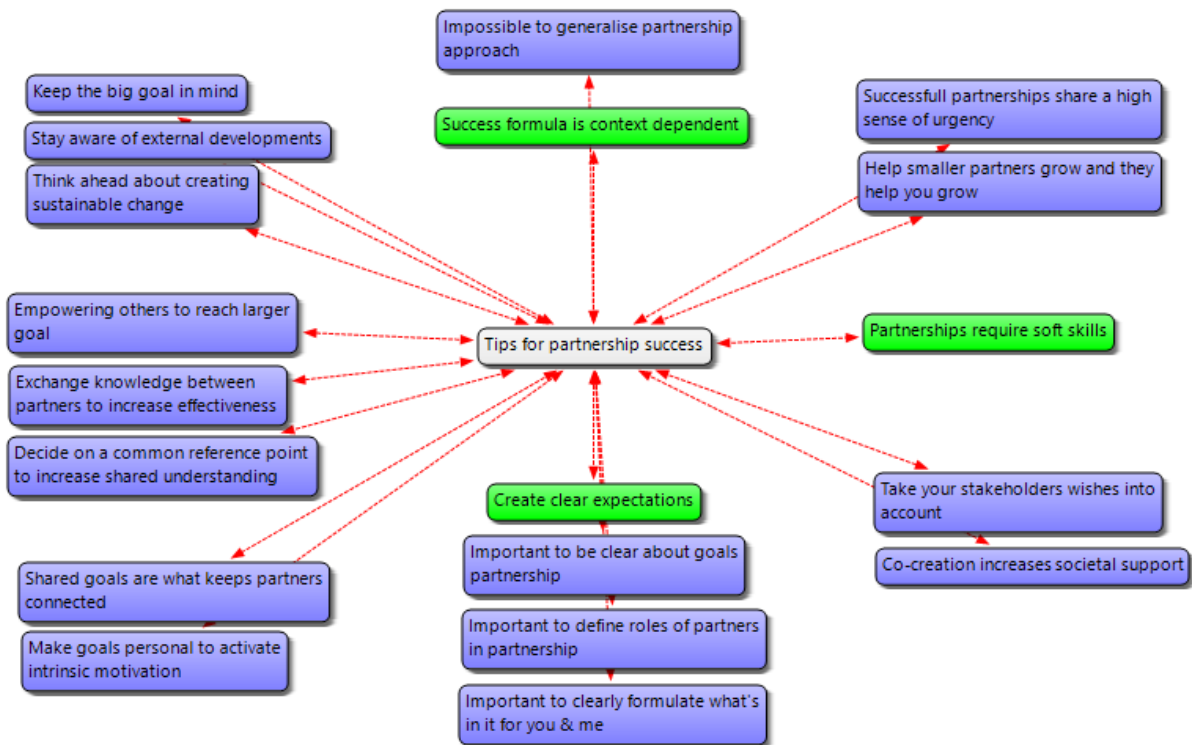 Impossible to generalise partnership
approach
Success formula is context dependent
Keep the big goal in mind
Stay aware of external developments
Think ahead about creating
sustainable change
Successfull partnerships share a high
sense of urgency
Help smaller partners grow and they
help you grow
Empowering others to reach larger
goal
Exchange knowledge between
partners to increase effectiveness
Decide on a common reference point
to increase shared understanding
Tips for partnership success
Partnerships require soft skills
Shared goals are what keeps partners
connected
Make goals personal to activate
intrinsic motivation
Create clear expectations
Important to be clear about goals
partnership
Important to define roles of partners
in partnership
Important to clearly formulate what's
in it for you & me
Take your stakeholders wishes into
account
Co-creation increases societal support